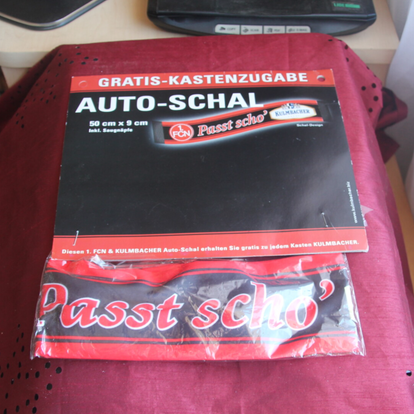 GRATIS-KASTENZUGABE
AUTO-SCHAL
50 cm x 9 cm
inkl. Saugnäpfe
1.
FCN
Passt scho'
KULMBACHER
Diesen 1. FCN & KULMBACHER Auto-Schal erhalten Sie gratis zu jedem Kasten KULMBACHER.
Passt scho'